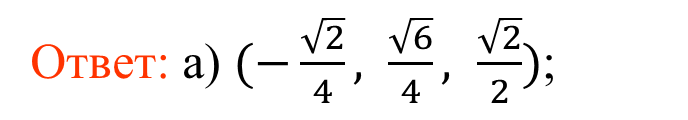 Ответ: а) (−√2/4, √6/4, √2/2);